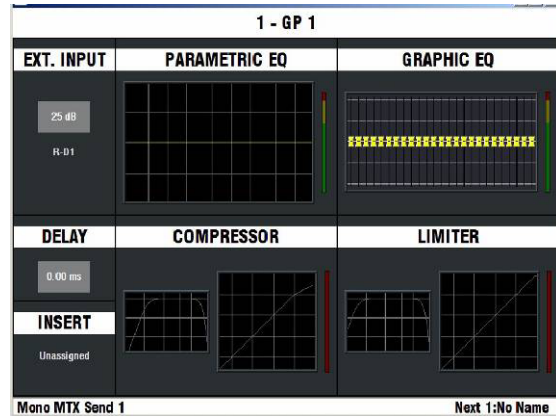 1 - GP 1
EXT. INPUT
PARAMETRIC EQ
GRAPHIC EQ
25 dB
R-D1
DELAY
COMPRESSOR
LIMITER
0.00 ms
INSERT
Unassigned
Mono MTX Send 1
Next 1:No Name